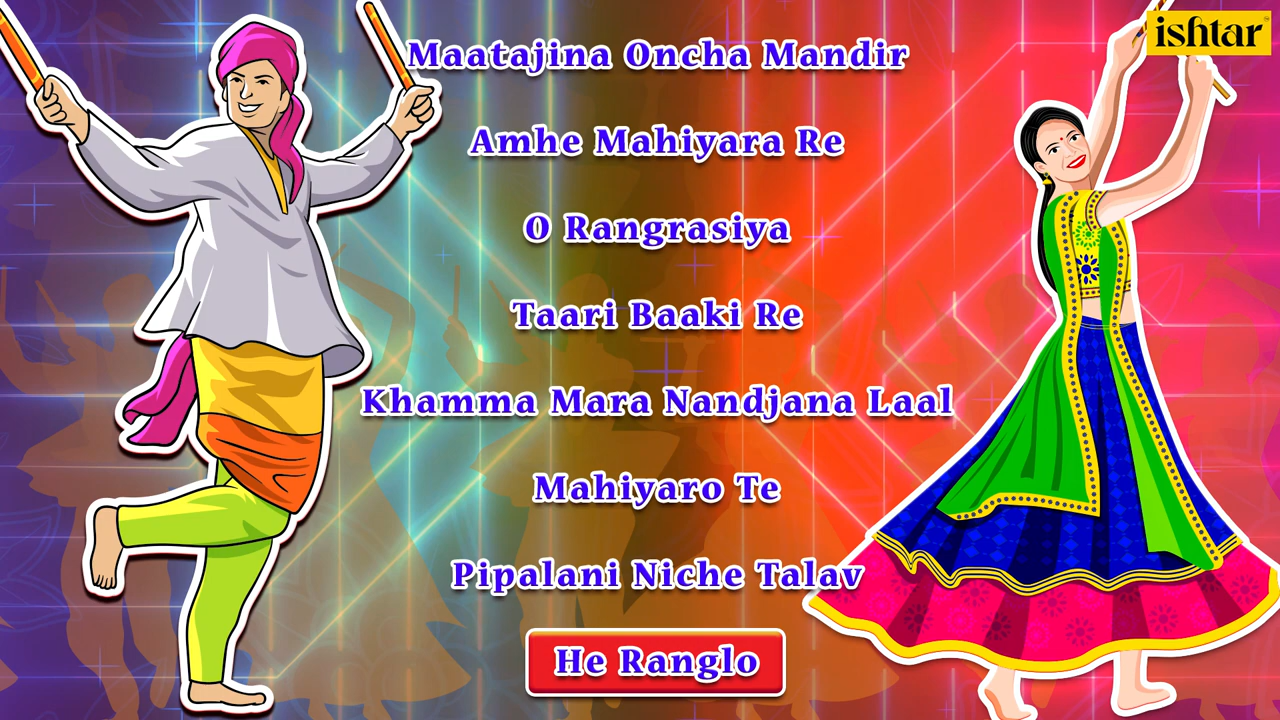 ishtar
Maatajina Oncha Mandir
Amhe Mahiyara Re
O Rangrasiya
Taari Baaki Re
Khamma Mara Nandjana Laal
Mahiyaro Te
Pipalani Niche Talav
He Ranglo